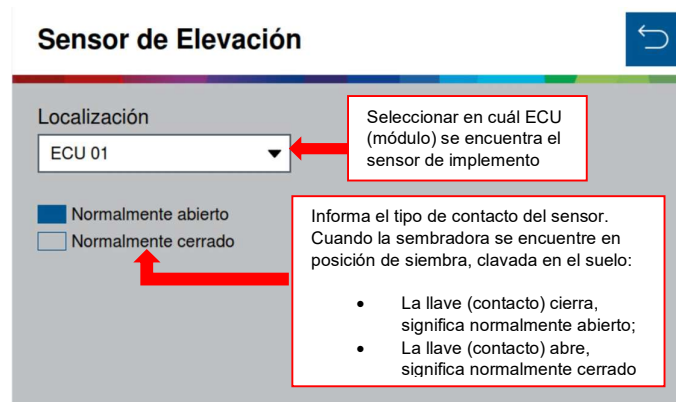 Sensor de Elevación
Localización
ECU 01
Seleccionar en cuál ECU
(módulo) se encuentra el
sensor de implemento
Normalmente abierto
Normalmente cerrado
Informa el tipo de contacto del sensor.
Cuando la sembradora se encuentre en
posición de siembra, clavada en el suelo:
• La llave (contacto) cierra,
significa normalmente abierto;
• La llave (contacto) abre,
significa normalmente cerrado